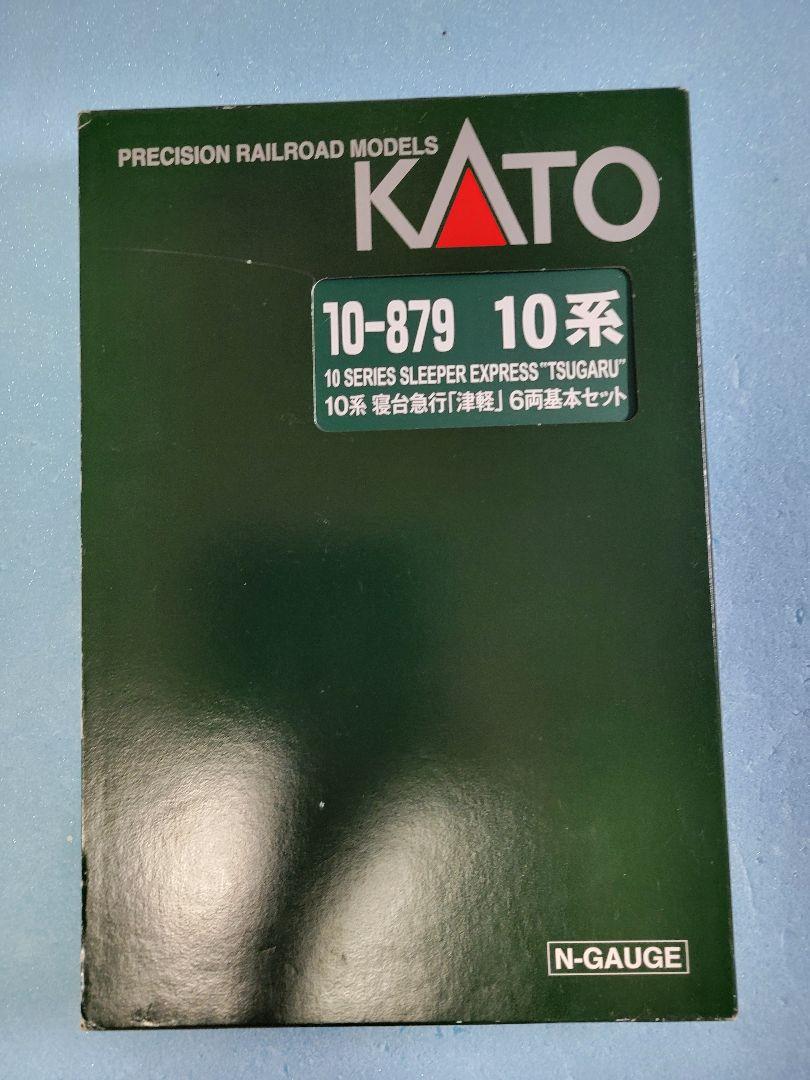 PRECISION RAILROAD MODELS
KATO
10-879 10系
10 SERIES SLEEPER EXPRESS "TSUGARU"
10系 寝台急行「津軽」 6両基本セット
N-GAUGE